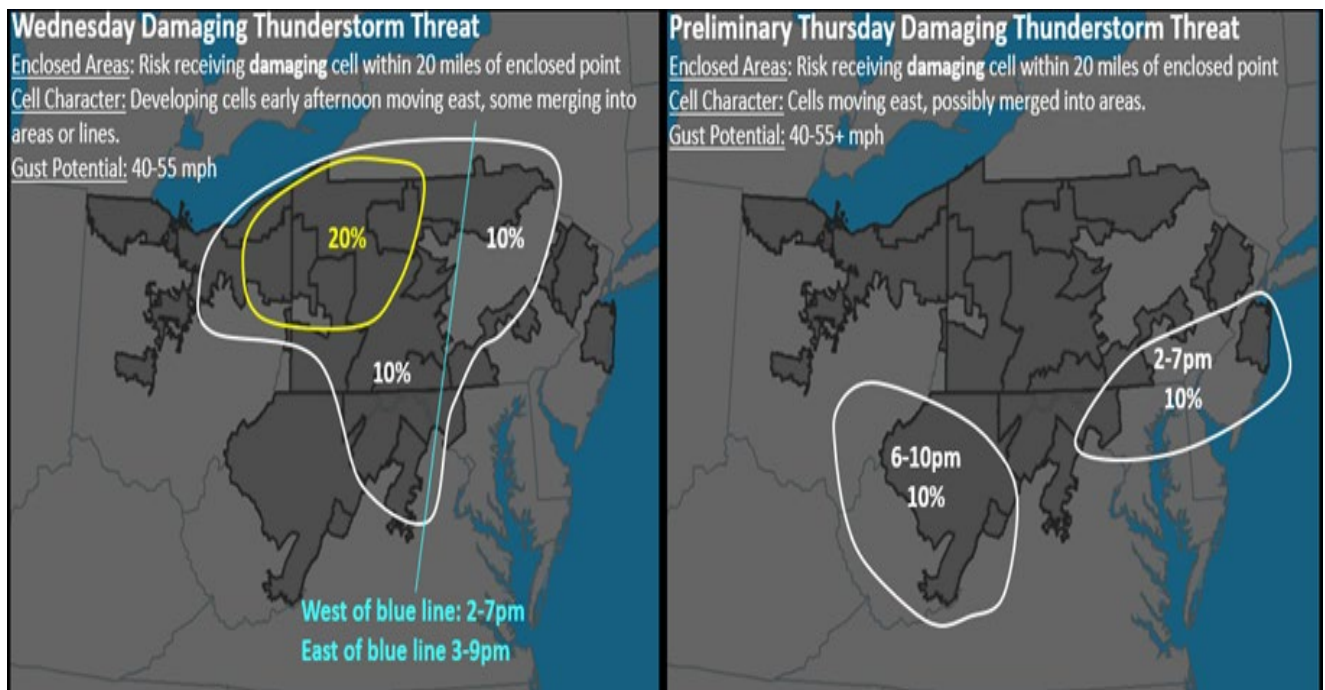 Wednesday Damaging Thunderstorm Threat
Enclosed Areas: Risk receiving damaging cell within 20 miles of enclosed point
Cell Character: Developing cells early afternoon moving east, some merging into
areas or lines.
Gust Potential: 40-55 mph
20%
10%
10%
West of blue line: 2-7pm
East of blue line 3-9pm
Preliminary Thursday Damaging Thunderstorm Threat
Enclosed Areas: Risk receiving damaging cell within 20 miles of enclosed point
Cell Character: Cells moving east, possibly merged into areas.
Gust Potential: 40-55+ mph
2-7pm
10%
6-10pm
10%